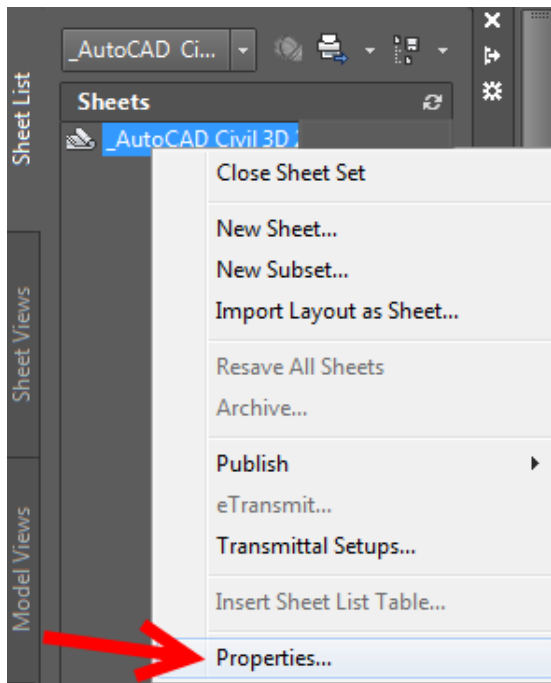 _AutoCAD Ci...
Sheets
_AutoCAD Civil 3D
Close Sheet Set
New Sheet...
New Subset...
Import Layout as Sheet...
Resave All Sheets
Archive...
Publish
eTransmit...
Transmittal Setups...
Insert Sheet List Table...
Properties...
Sheet List
Sheet Views
Model Views